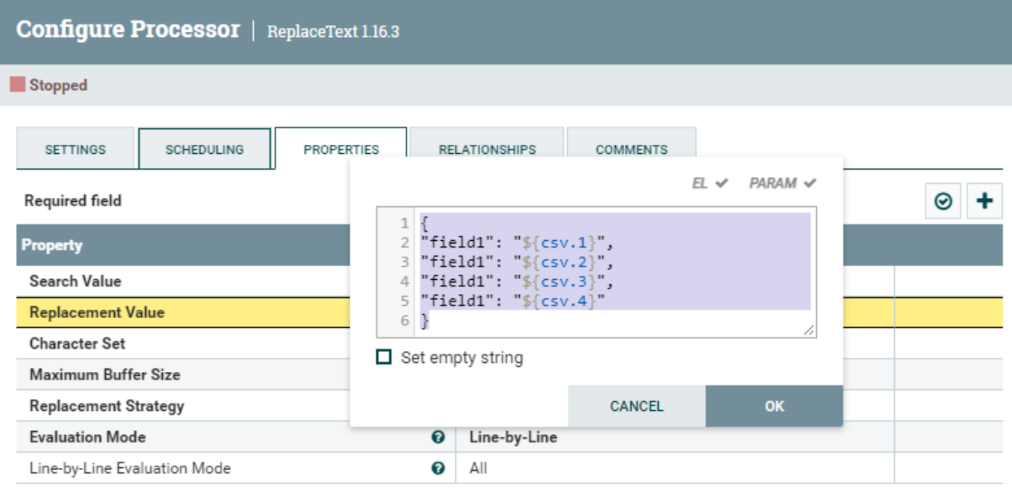 Configure Processor | ReplaceText 1.16.3
Stopped
SETTINGS SCHEDULING PROPERTIES RELATIONSHIPS COMMENTS
EL PARAM
Required field
Property
1 {
2 "field1": "${csv.1}",
3 "field1": "${csv.2}",
4 "field1": "${csv.3}",
5 "field1": "${csv.4}"
6 }
Search Value
Replacement Value
Character Set
Set empty string
Maximum Buffer Size
Replacement Strategy
CANCEL OK
Evaluation Mode ? Line-by-Line
Line-by-Line Evaluation Mode ? All